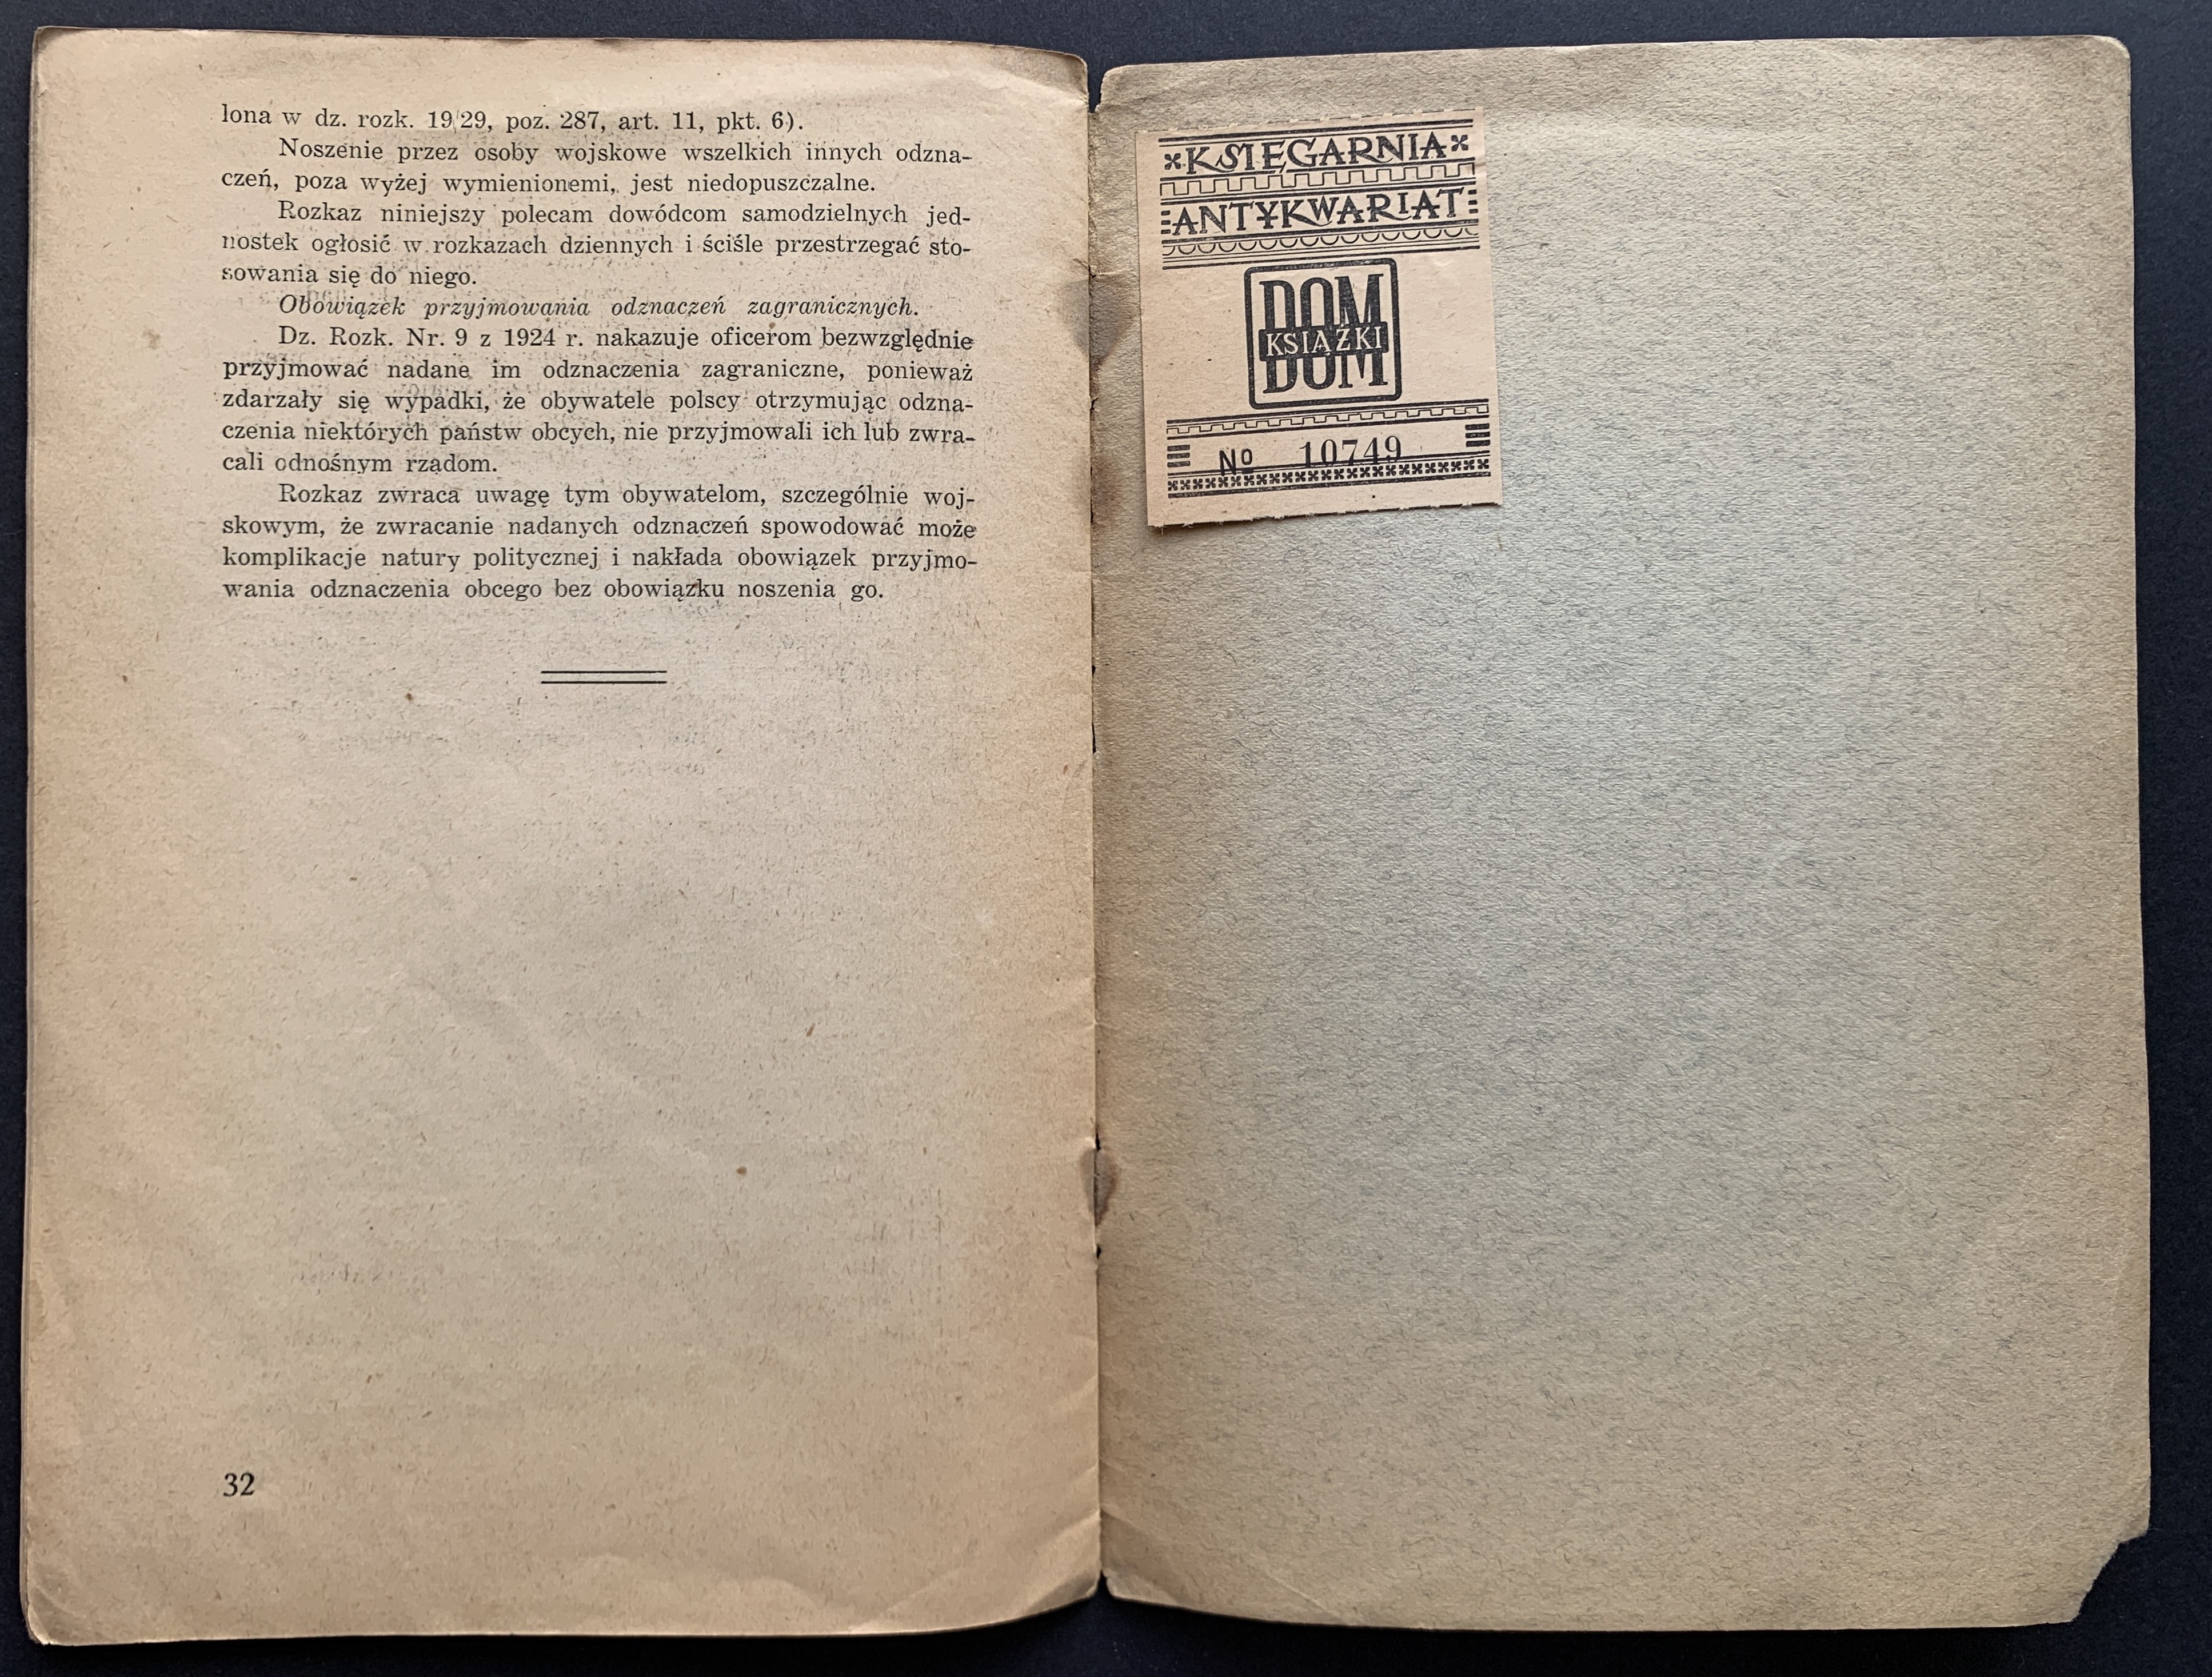 lona w dz. rozk. 19/29, poz. 287, art. 11, pkt. 6).
Noszenie przez osoby wojskowe wszelkich innych odzna-
czeń, poza wyżej wymienionemi, jest niedopuszczalne.
Rozkaz niniejszy polecam dowódcom samodzielnych jed-
nostek ogłosić w rozkazach dziennych i ściśle przestrzegać sto-
sowania się do niego.
Obowiązek przyjmowania odznaczeń zagranicznych.
Dz. Rozk. Nr. 9 z 1924 r. nakazuje oficerom bezwzględnie
przyjmować nadane im odznaczenia zagraniczne, ponieważ
zdarzały się wypadki, że obywatele polscy otrzymując odzna-
czenia niektórych państw obcych, nie przyjmowali ich lub zwra-
cali odnośnym rządom.
Rozkaz zwraca uwagę tym obywatelom, szczególnie woj-
skowym, że zwracanie nadanych odznaczeń spowodować może
komplikacje natury politycznej i nakłada obowiązek przyjmo-
wania odznaczenia obcego bez obowiązku noszenia go.
32
KSIĘGARNIA
ANTYKWARIAT
DOM
KSIĄŻKI
DOM
Nº 10749